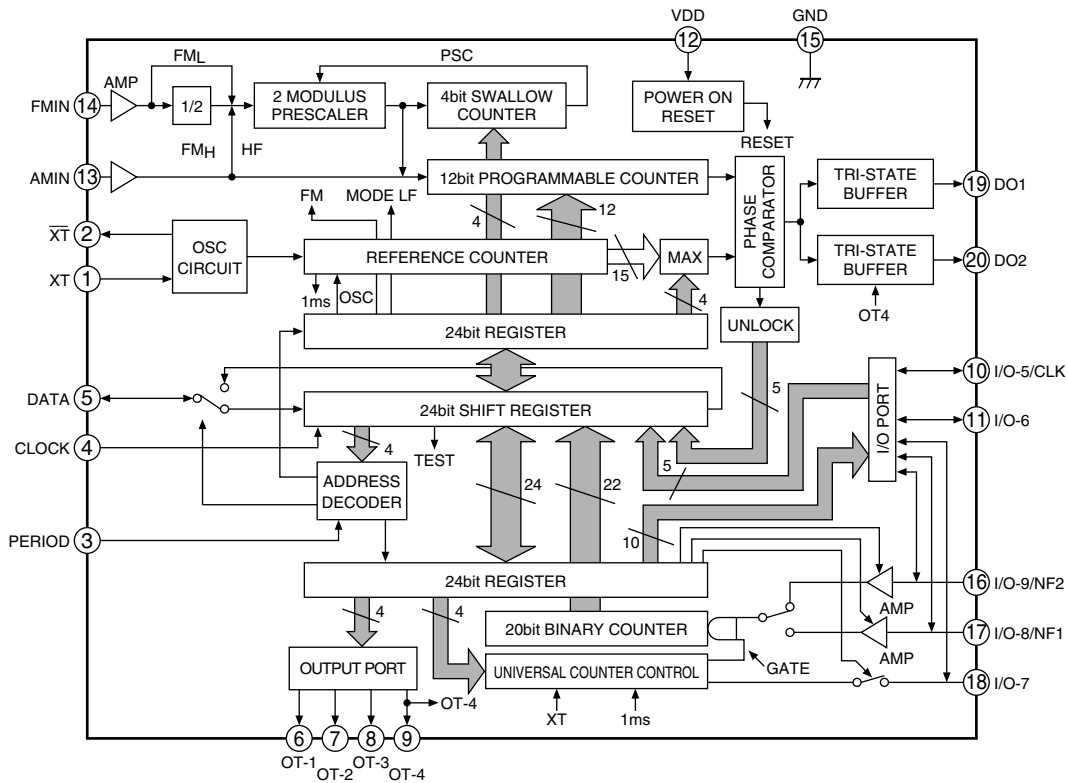 VDD
GND
12
15
FML
PSC
AMP
FMIN
14
1/2
2 MODULUS
PRESCALER
4bit SWALLOW
COUNTER
POWER ON
RESET
RESET
FMH
HF
AMIN
13
12bit PROGRAMMABLE COUNTER
PHASE
COMPARATOR
TRI-STATE
BUFFER
19
DO1
FM
MODE LF
4
12
XT
2
OSC
CIRCUIT
REFERENCE COUNTER
15
MAX
TRI-STATE
BUFFER
20
DO2
XT
1
1ms
OSC
4
OT4
24bit REGISTER
UNLOCK
DATA
5
24bit SHIFT REGISTER
5
I/O PORT
10
I/O-5/CLK
11
I/O-6
CLOCK
4
4
TEST
5
ADDRESS
DECODER
24
22
PERIOD
3
10
24bit REGISTER
16
I/O-9/NF2
AMP
4
4
20bit BINARY COUNTER
17
I/O-8/NF1
AMP
OUTPUT PORT
UNIVERSAL COUNTER CONTROL
GATE
18
I/O-7
OT-4
XT
1ms
6
7
8
9
OT-1
OT-2
OT-3
OT-4